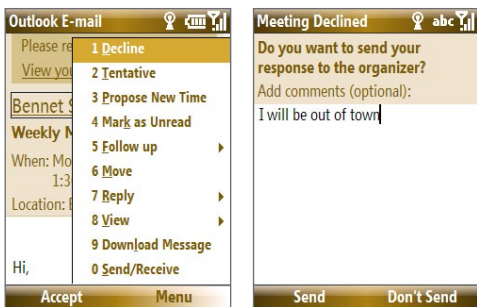 Outlook E-mail
Please re
View you
Bennet
Weekly
When: Mo
1:3
Location:
Hi,
1 Decline
2 Tentative
3 Propose New Time
4 Mark as Unread
5 Follow up
6 Move
7 Reply
8 View
9 Download Message
0 Send/Receive
Accept Menu
Meeting Declined abc
Do you want to send your
response to the organizer?
Add comments (optional):
I will be out of town
Send Don't Send